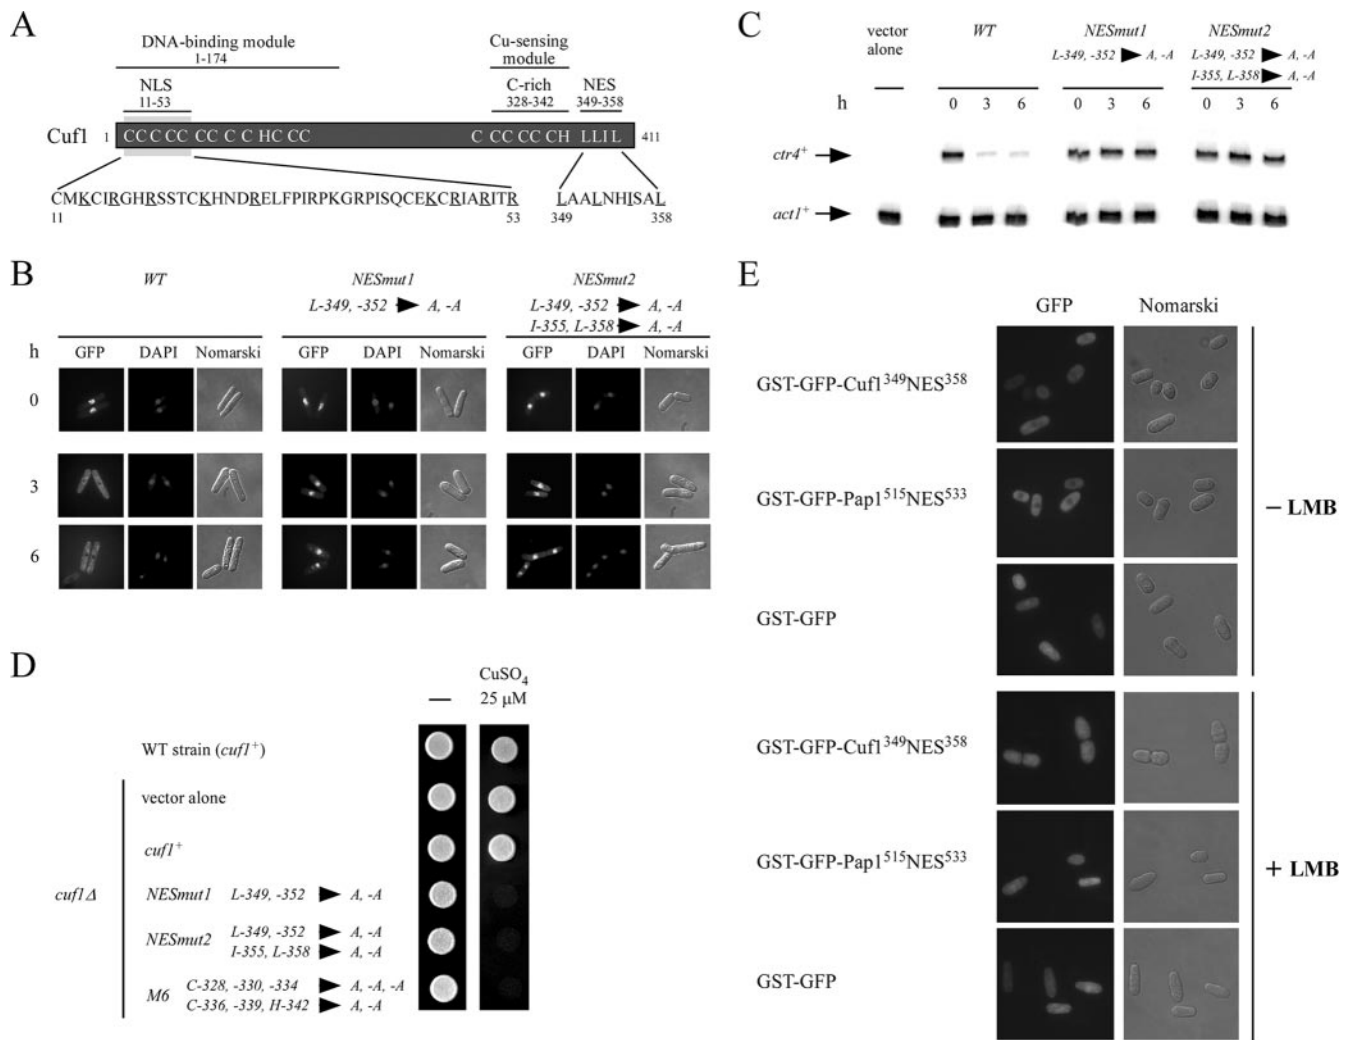 A
DNA-binding module
1-174
Cu-sensing
module
NLS
11-53
C-rich
328-342
NES
349-358
Cuf1 1 CCC CC CC C C HC CC C CC CC CH LLI L 411
CMKCIRGHRSSTCKHNDRELFPIRPKGRPISQCEKCRIARITR
11 53
LAALNHISAL
349 358
B
WT
NESmut1
L-349, -352 A, -A
NESmut2
L-349, -352 A, -A
I-355, L-358 A, -A
h GFP DAPI Nomarski GFP DAPI Nomarski GFP DAPI Nomarski
0
3
6
C
vector
alone
WT
NESmut1
L-349, -352 A, -A
NESmut2
L-349, -352 A, -A
I-355, L-358 A, -A
h 0 3 6 0 3 6 0 3 6
ctr4+
act1+
D
CuSO4
— 25 µM
WT strain (cuf1+)
vector alone
cuf1+
cuf1Δ
NESmut1 L-349, -352 A, -A
NESmut2 L-349, -352 A, -A
I-355, L-358 A, -A
M6 C-328, -330, -334 A, -A, -A
C-336, -339, H-342 A, -A
E
GFP Nomarski
GST-GFP-Cuf1349NES358
GST-GFP-Pap1515NES533
GST-GFP
– LMB
GST-GFP-Cuf1349NES358
GST-GFP-Pap1515NES533
GST-GFP
+ LMB